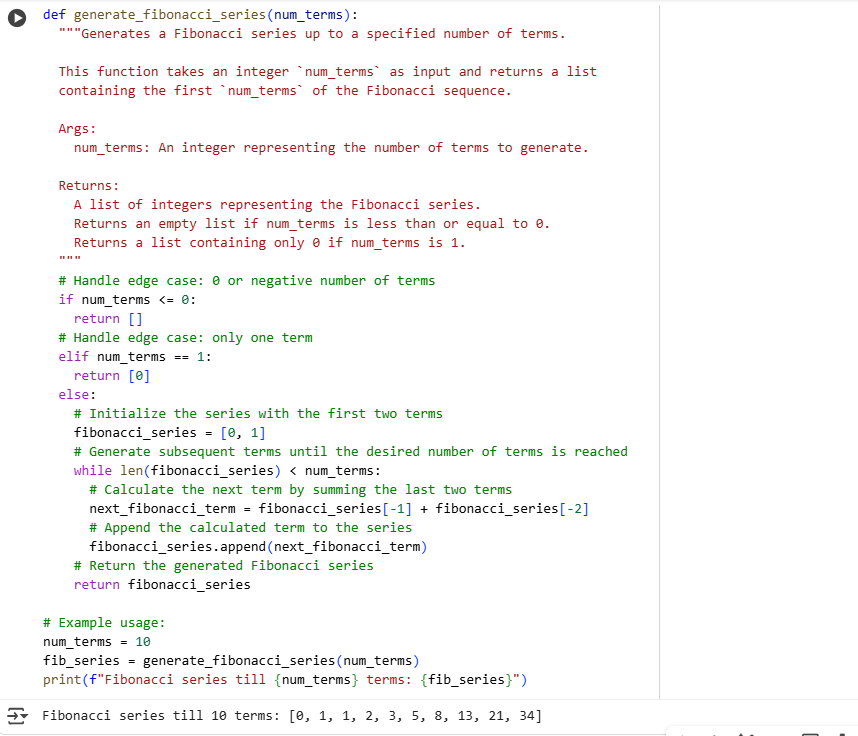 def generate_fibonacci_series(num_terms):
  """Generates a Fibonacci series up to a specified number of terms.

  This function takes an integer `num_terms` as input and returns a list
  containing the first `num_terms` of the Fibonacci sequence.

  Args:
    num_terms: An integer representing the number of terms to generate.

  Returns:
    A list of integers representing the Fibonacci series.
    Returns an empty list if num_terms is less than or equal to 0.
    Returns a list containing only 0 if num_terms is 1.
  """
  # Handle edge case: 0 or negative number of terms
  if num_terms <= 0:
    return []
  # Handle edge case: only one term
  elif num_terms == 1:
    return [0]
  else:
    # Initialize the series with the first two terms
    fibonacci_series = [0, 1]
    # Generate subsequent terms until the desired number of terms is reached
    while len(fibonacci_series) < num_terms:
      # Calculate the next term by summing the last two terms
      next_fibonacci_term = fibonacci_series[-1] + fibonacci_series[-2]
      # Append the calculated term to the series
      fibonacci_series.append(next_fibonacci_term)
    # Return the generated Fibonacci series
    return fibonacci_series

# Example usage:
num_terms = 10
fib_series = generate_fibonacci_series(num_terms)
print(f"Fibonacci series till {num_terms} terms: {fib_series}")
Fibonacci series till 10 terms: [0, 1, 1, 2, 3, 5, 8, 13, 21, 34]